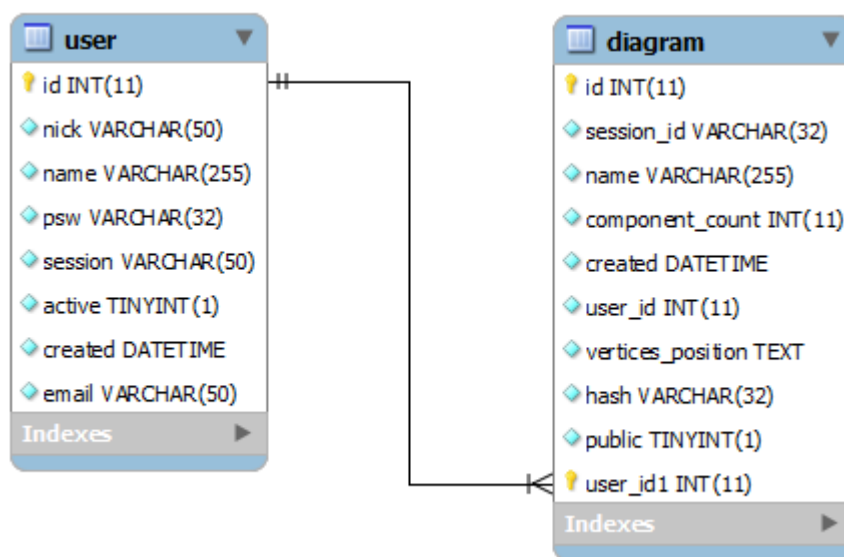 user
id INT(11)
nick VARCHAR(50)
name VARCHAR(255)
psw VARCHAR(32)
session VARCHAR(50)
active TINYINT(1)
created DATETIME
email VARCHAR(50)
Indexes
diagram
id INT(11)
session_id VARCHAR(32)
name VARCHAR(255)
component_count INT(11)
created DATETIME
user_id INT(11)
vertices_position TEXT
hash VARCHAR(32)
public TINYINT(1)
user_id1 INT(11)
Indexes